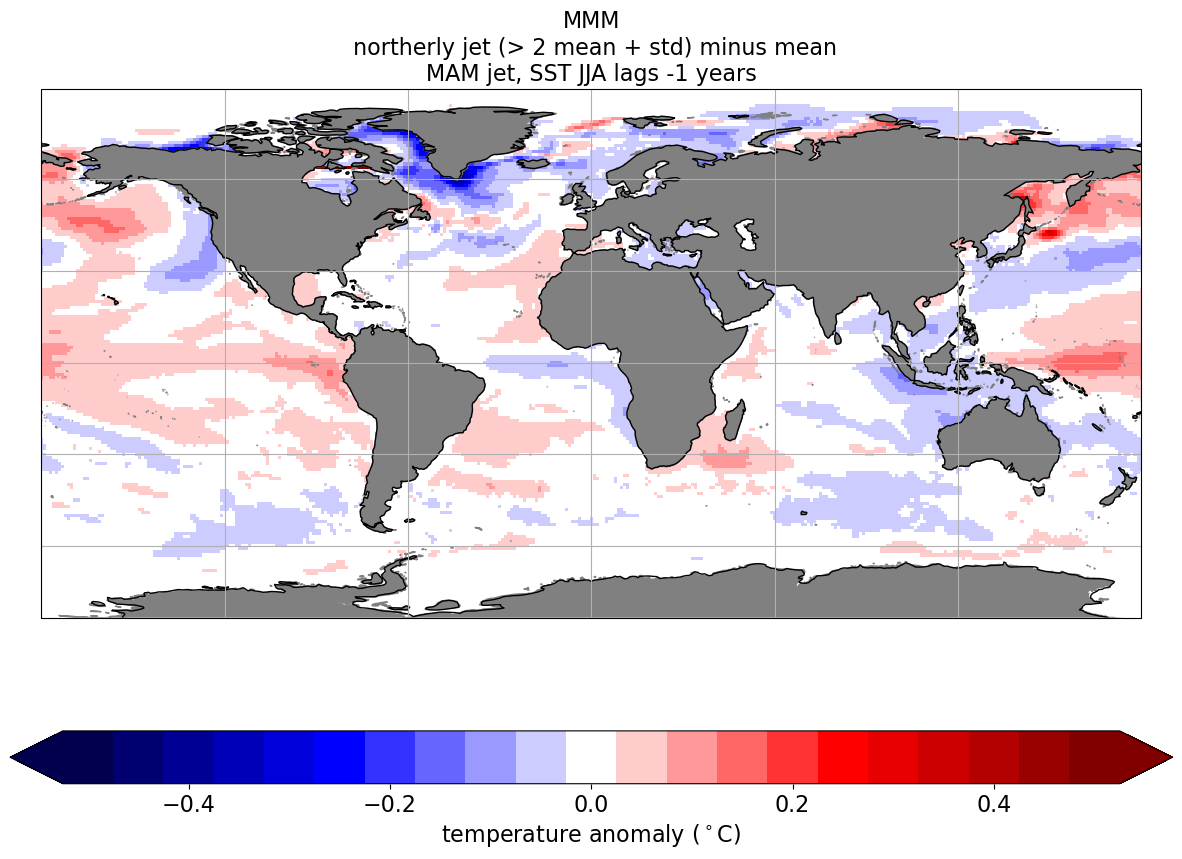 MMM
northerly jet (> 2 mean + std) minus mean
MAM jet, SST JJA lags -1 years
−0.4 −0.2 0.0 0.2 0.4
temperature anomaly (°C)